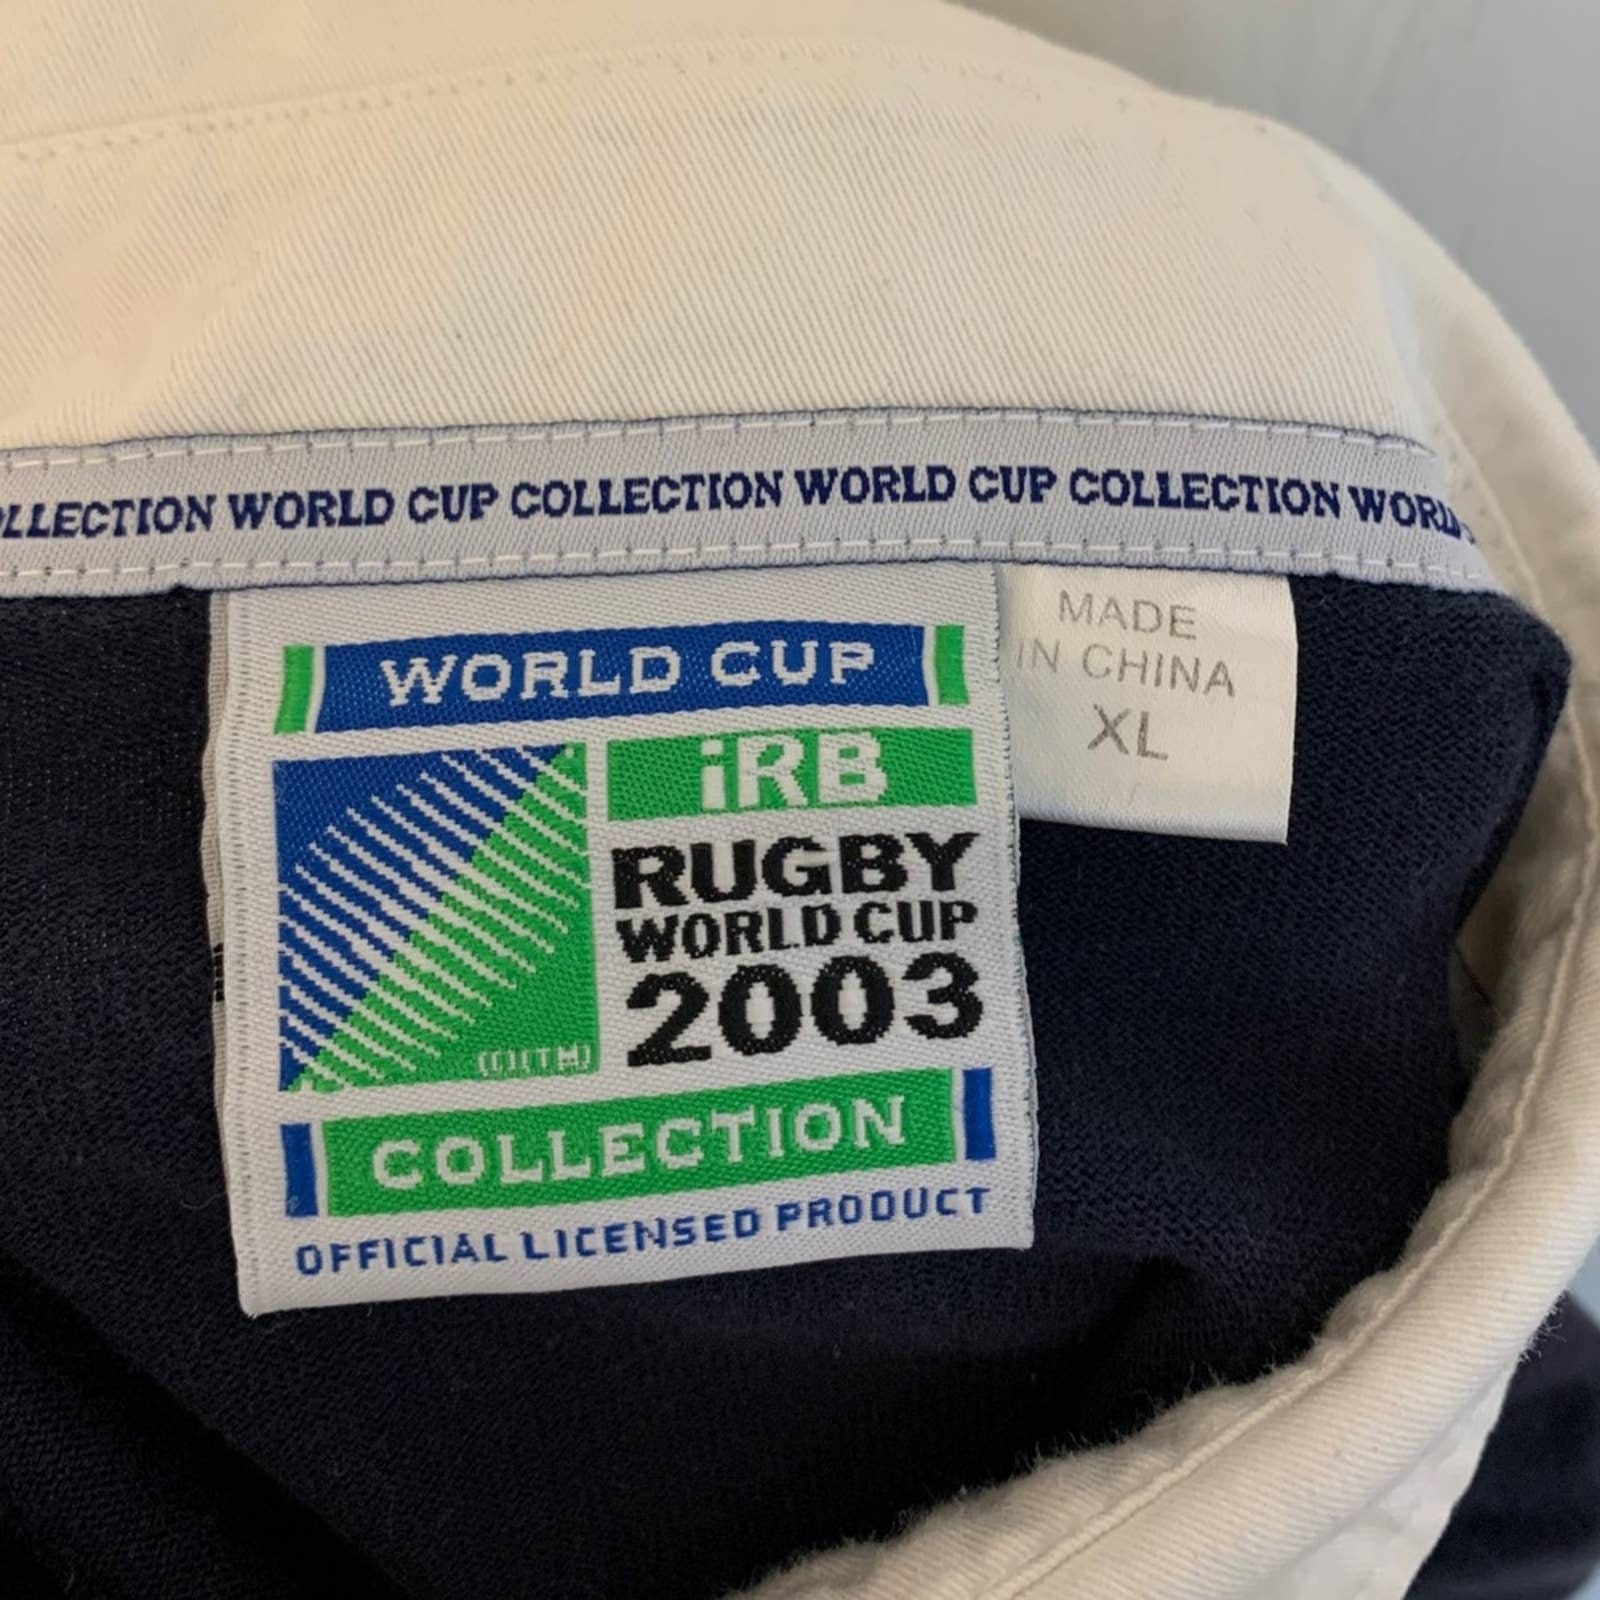 COLLECTION WORLD CUP COLLECTION WORLD CUP COLLECTION
WORLD CUP
iRB
RUGBY
WORLD CUP
2003
COLLECTION
OFFICIAL LICENSED PRODUCT
MADE
IN CHINA
XL